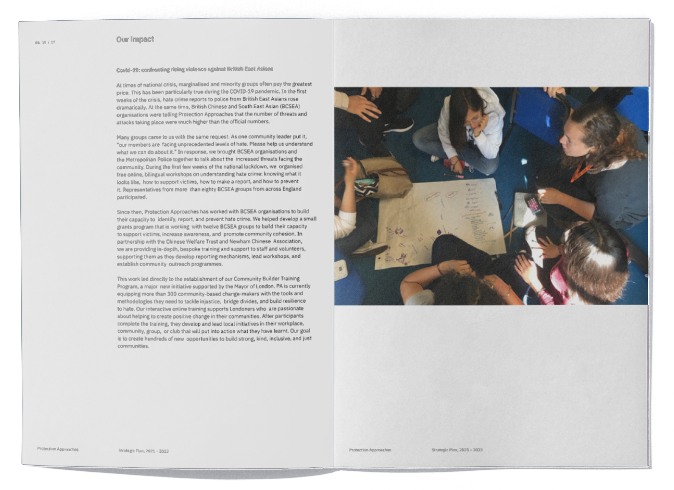 Our Impact
Covid-19: confronting rising violence against British East Asians
At times of national crisis, marginalised and minority groups often pay the greatest
price. This has been particularly true during the COVID-19 pandemic. In the first
weeks of the crisis, hate crime reports to police from British East Asians rose
dramatically. At the same time, British Chinese and South East Asian (BCSEA)
organisations were telling Protection Approaches that the number of threats and
attacks taking place were much higher than the official numbers.
Many groups came to us with the same request. As one community leader put it,
"our members are facing unprecedented levels of hate. Please help us understand
what we can do about it." In response, we brought BCSEA organisations and
the Metropolitan Police together to talk about the increased threats facing the
community. During the first few weeks of the national lockdown, we organised
free online, bilingual workshops on understanding hate crime: knowing what it
looks like, how to support victims, how to make a report, and how to prevent
it. Representatives from more than eighty BCSEA groups from across England
participated.
Since then, Protection Approaches has worked with BCSEA organisations to build
their capacity to identify, report, and prevent hate crime. We helped develop a small
grants program that is working with twelve BCSEA groups to build their capacity
to support victims, increase awareness, and promote community cohesion. In
partnership with the Chinese Welfare Trust and Newham Chinese Association,
we are providing in-depth, bespoke training and support to staff and volunteers,
supporting them as they develop reporting mechanisms, lead workshops, and
establish community outreach programmes.
This work led directly to the establishment of our Community Builder Training
Program, a major new initiative supported by the Mayor of London. PA is currently
equipping more than 300 community-based change-makers with the tools and
methodologies they need to tackle injustice, bridge divides, and build resilience
to hate. Our interactive online training supports Londoners who are passionate
about helping to create positive change in their communities. After participants
complete the training, they develop and lead local initiatives in their workplace,
community, group, or club that will put into action what they have learnt. Our goal
is to create hundreds of new opportunities to build strong, kind, inclusive, and just
communities.
Protection Approaches
Strategic Plan,
Protection Approaches
Strategic Plan,